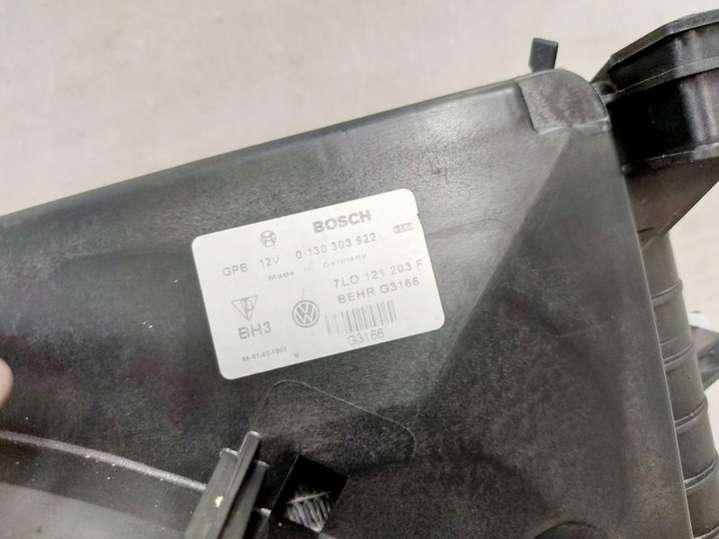 BOSCH
GPB 12V 0 130 303 922
Made in Germany
7L0 121 203 F
BEHR G3166
BH3
G3166